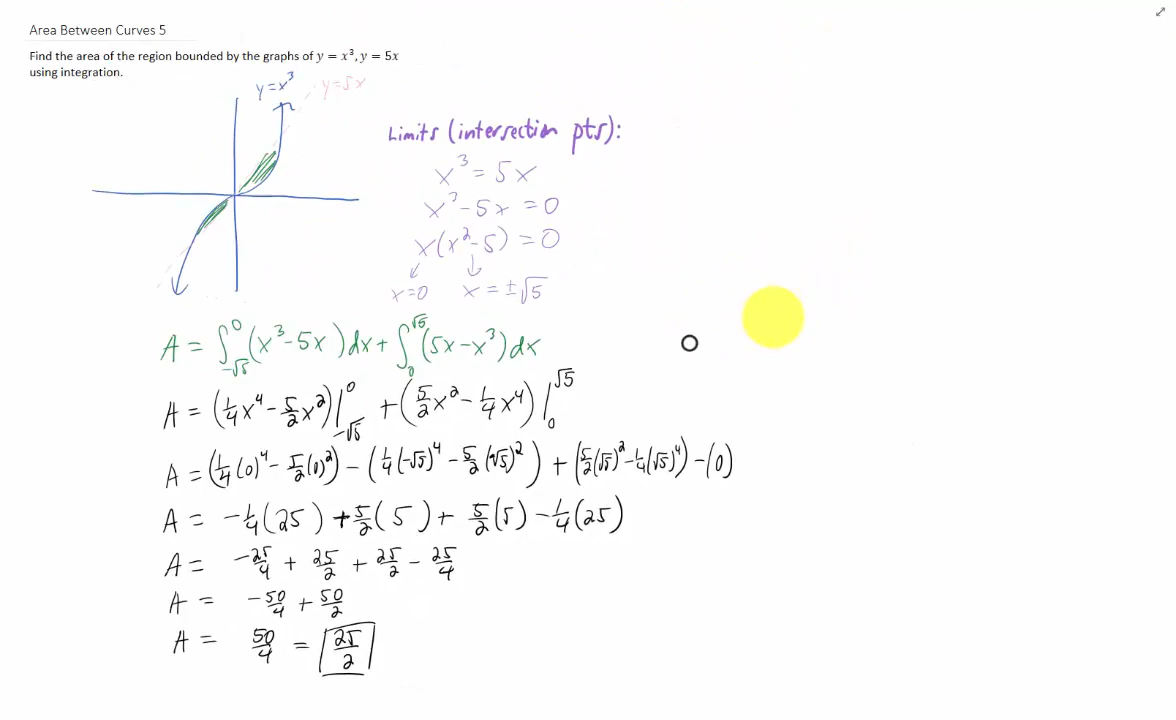 Area Between Curves 5
Find the area of the region bounded by the graphs of y = x³, y = 5x
using integration.
y=x³ y=5x
Limits (intersection pts):
x³ = 5x
x³-5x = 0
x(x²-5) = 0
x=0 x = ±√5
A = ∫_{-√5}^{0} (x³-5x)dx + ∫_{0}^{√5} (5x-x³)dx
A = (1/4 x⁴ - 5/2 x²)|_{-√5}^{0} + (5/2 x² - 1/4 x⁴)|_{0}^{√5}
A = (1/4(0)⁴ - 5/2(0)²) - (1/4(-√5)⁴ - 5/2(-√5)²) + (5/2(√5)² - 1/4(√5)⁴) - (0)
A = -1/4(25) + 5/2(5) + 5/2(5) - 1/4(25)
A = -25/4 + 25/2 + 25/2 - 25/4
A = -50/4 + 50/2
A = 50/4 = 25/2